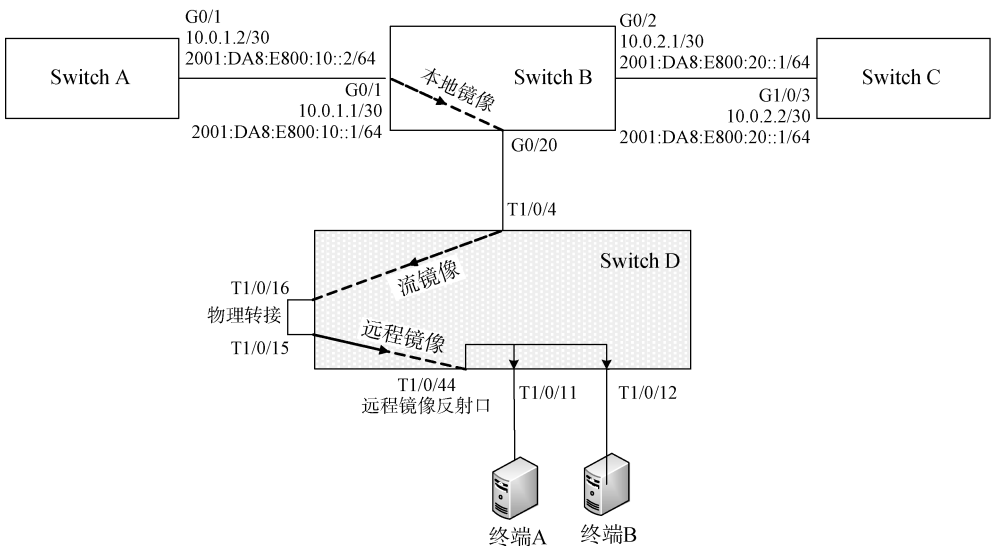 G0/1
10.0.1.2/30
2001:DA8:E800:10::2/64
Switch A
G0/1
10.0.1.1/30
2001:DA8:E800:10::1/64
Switch B
本地镜像
G0/20
G0/2
10.0.2.1/30
2001:DA8:E800:20::1/64
Switch C
G1/0/3
10.0.2.2/30
2001:DA8:E800:20::1/64
T1/0/4
Switch D
流镜像
T1/0/16
物理转接
T1/0/15
远程镜像
T1/0/44
远程镜像反射口
T1/0/11
T1/0/12
终端A
终端B